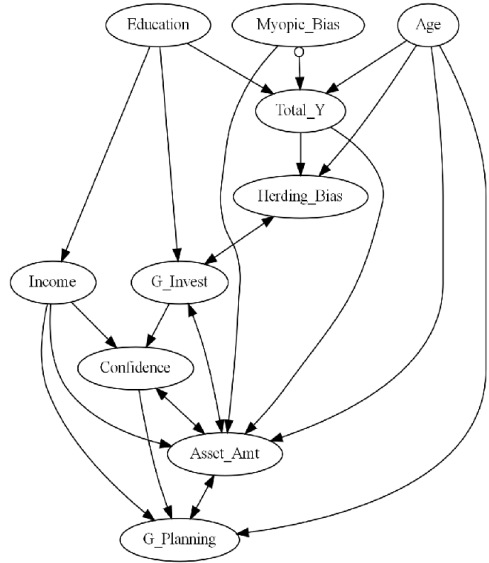 Education Myopic_Bias Age
Total_Y
Herding_Bias
Income G_Invest
Confidence
Asset_Amt
G_Planning